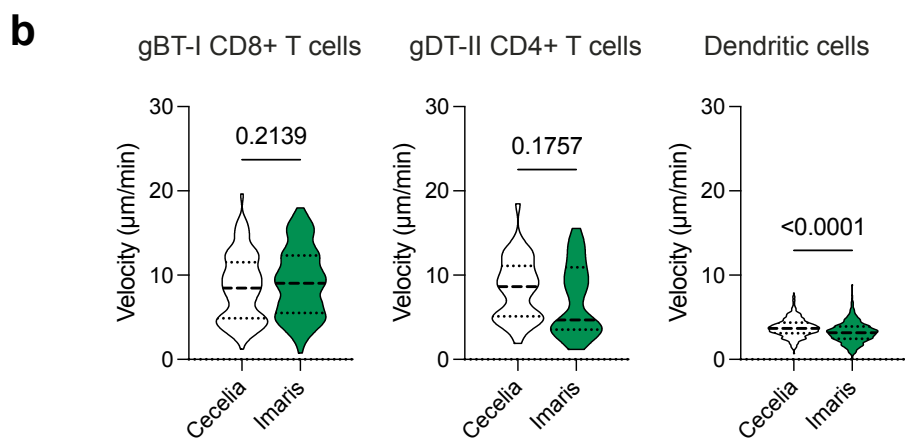 b
gBT-I CD8+ T cells
gDT-II CD4+ T cells
Dendritic cells
Velocity (µm/min)
30
20
10
0
0.2139
Cecelia
Imaris
Velocity (µm/min)
30
20
10
0
0.1757
Cecelia
Imaris
Velocity (µm/min)
30
20
10
0
<0.0001
Cecelia
Imaris